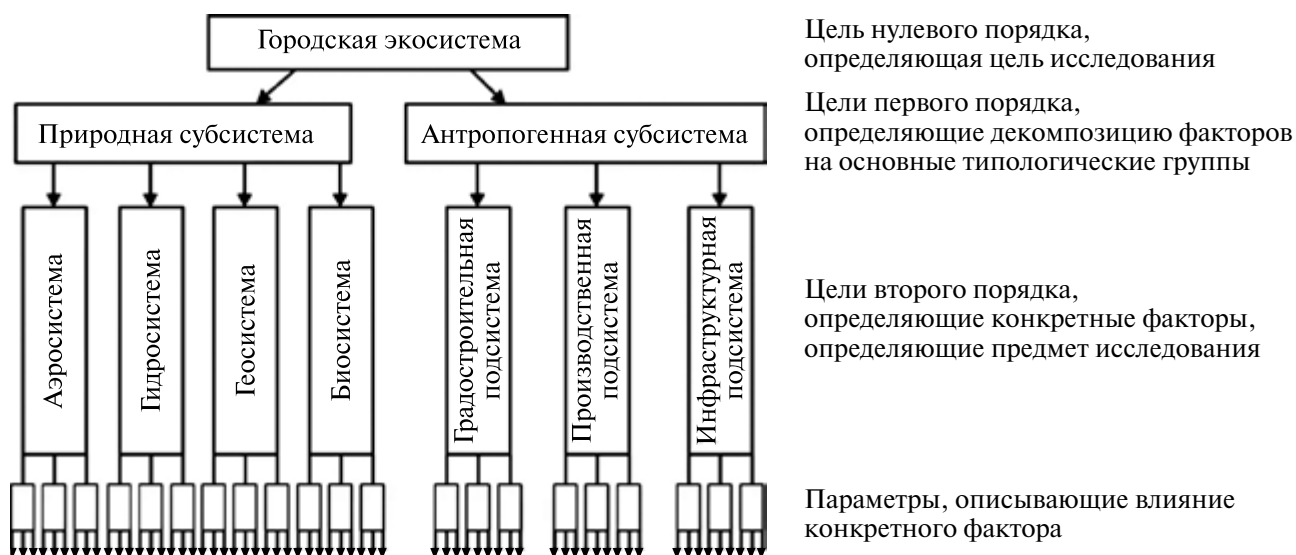 Городская экосистема
Цель нулевого порядка,
определяющая цель исследования
Природная субсистема
Антропогенная субсистема
Цели первого порядка,
определяющие декомпозицию факторов
на основные типологические группы
Аэросистема
Гидросистема
Геосистема
Биосистема
Градостроительная
подсистема
Производственная
подсистема
Инфраструктурная
подсистема
Цели второго порядка,
определяющие конкретные факторы,
определяющие предмет исследования
Параметры, описывающие влияние
конкретного фактора